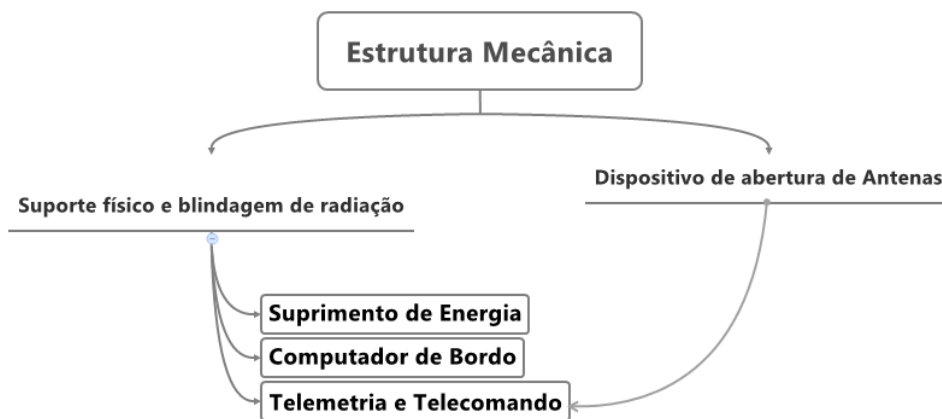 Estrutura Mecânica
Dispositivo de abertura de Antenas
Suporte físico e blindagem de radiação
Suprimento de Energia
Computador de Bordo
Telemetria e Telecomando